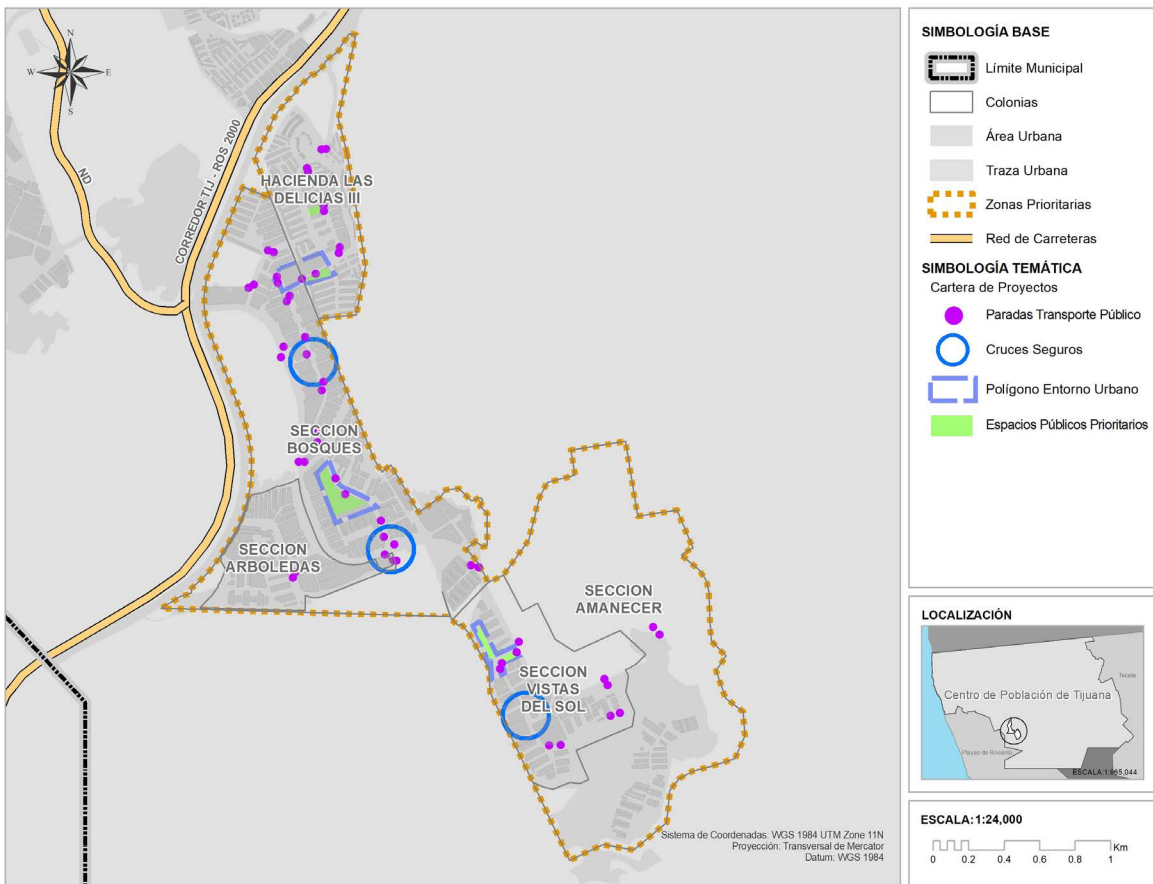 N
W
E
S
ND
CORREDOR TIJ - ROS 2000
HACIENDA LAS
DELICIAS III
SECCION
BOSQUES
SECCION
ARBOLEDAS
SECCION
AMANECER
SECCION
VISTAS
DEL SOL
Sistema de Coordenadas: WGS 1984 UTM Zone 11N
Proyección: Transversal de Mercator
Datum: WGS 1984
SIMBOLOGÍA BASE
Límite Municipal
Colonias
Área Urbana
Traza Urbana
Zonas Prioritarias
Red de Carreteras
SIMBOLOGÍA TEMÁTICA
Cartera de Proyectos
Paradas Transporte Público
Cruces Seguros
Polígono Entorno Urbano
Espacios Públicos Prioritarios
LOCALIZACIÓN
Tecate
Centro de Población de Tijuana
Playas de Rosarito
ESCALA:1:965,044
ESCALA:1:24,000
Km
0 0.2 0.4 0.6 0.8 1